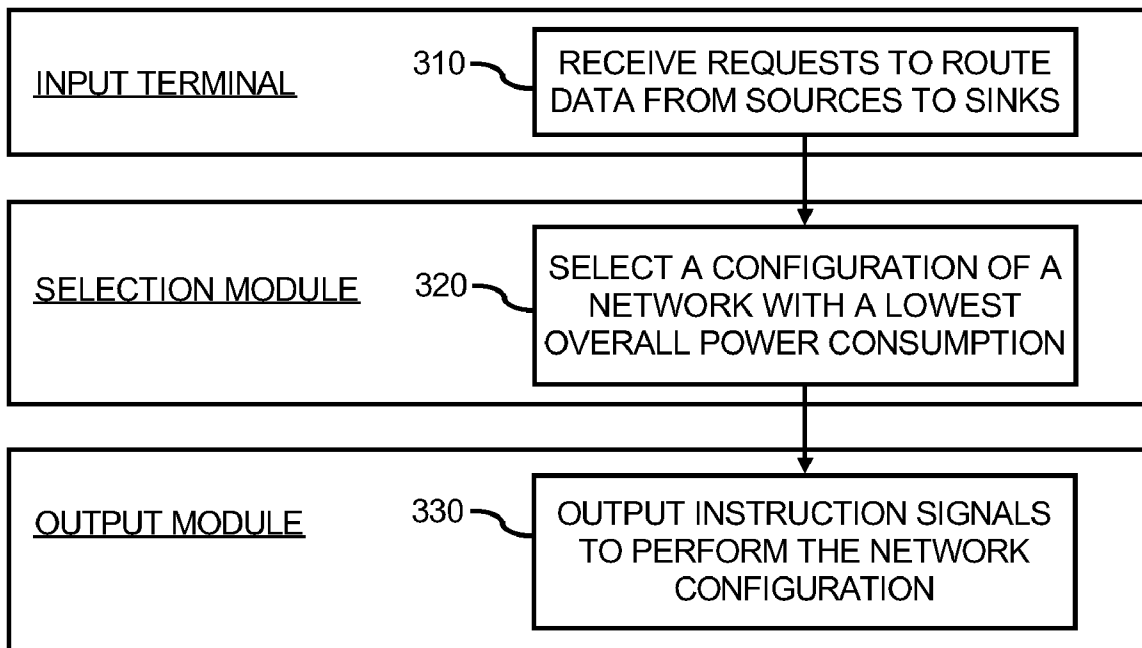 INPUT TERMINAL
310
RECEIVE REQUESTS TO ROUTE
DATA FROM SOURCES TO SINKS
SELECTION MODULE
320
SELECT A CONFIGURATION OF A
NETWORK WITH A LOWEST
OVERALL POWER CONSUMPTION
OUTPUT MODULE
330
OUTPUT INSTRUCTION SIGNALS
TO PERFORM THE NETWORK
CONFIGURATION